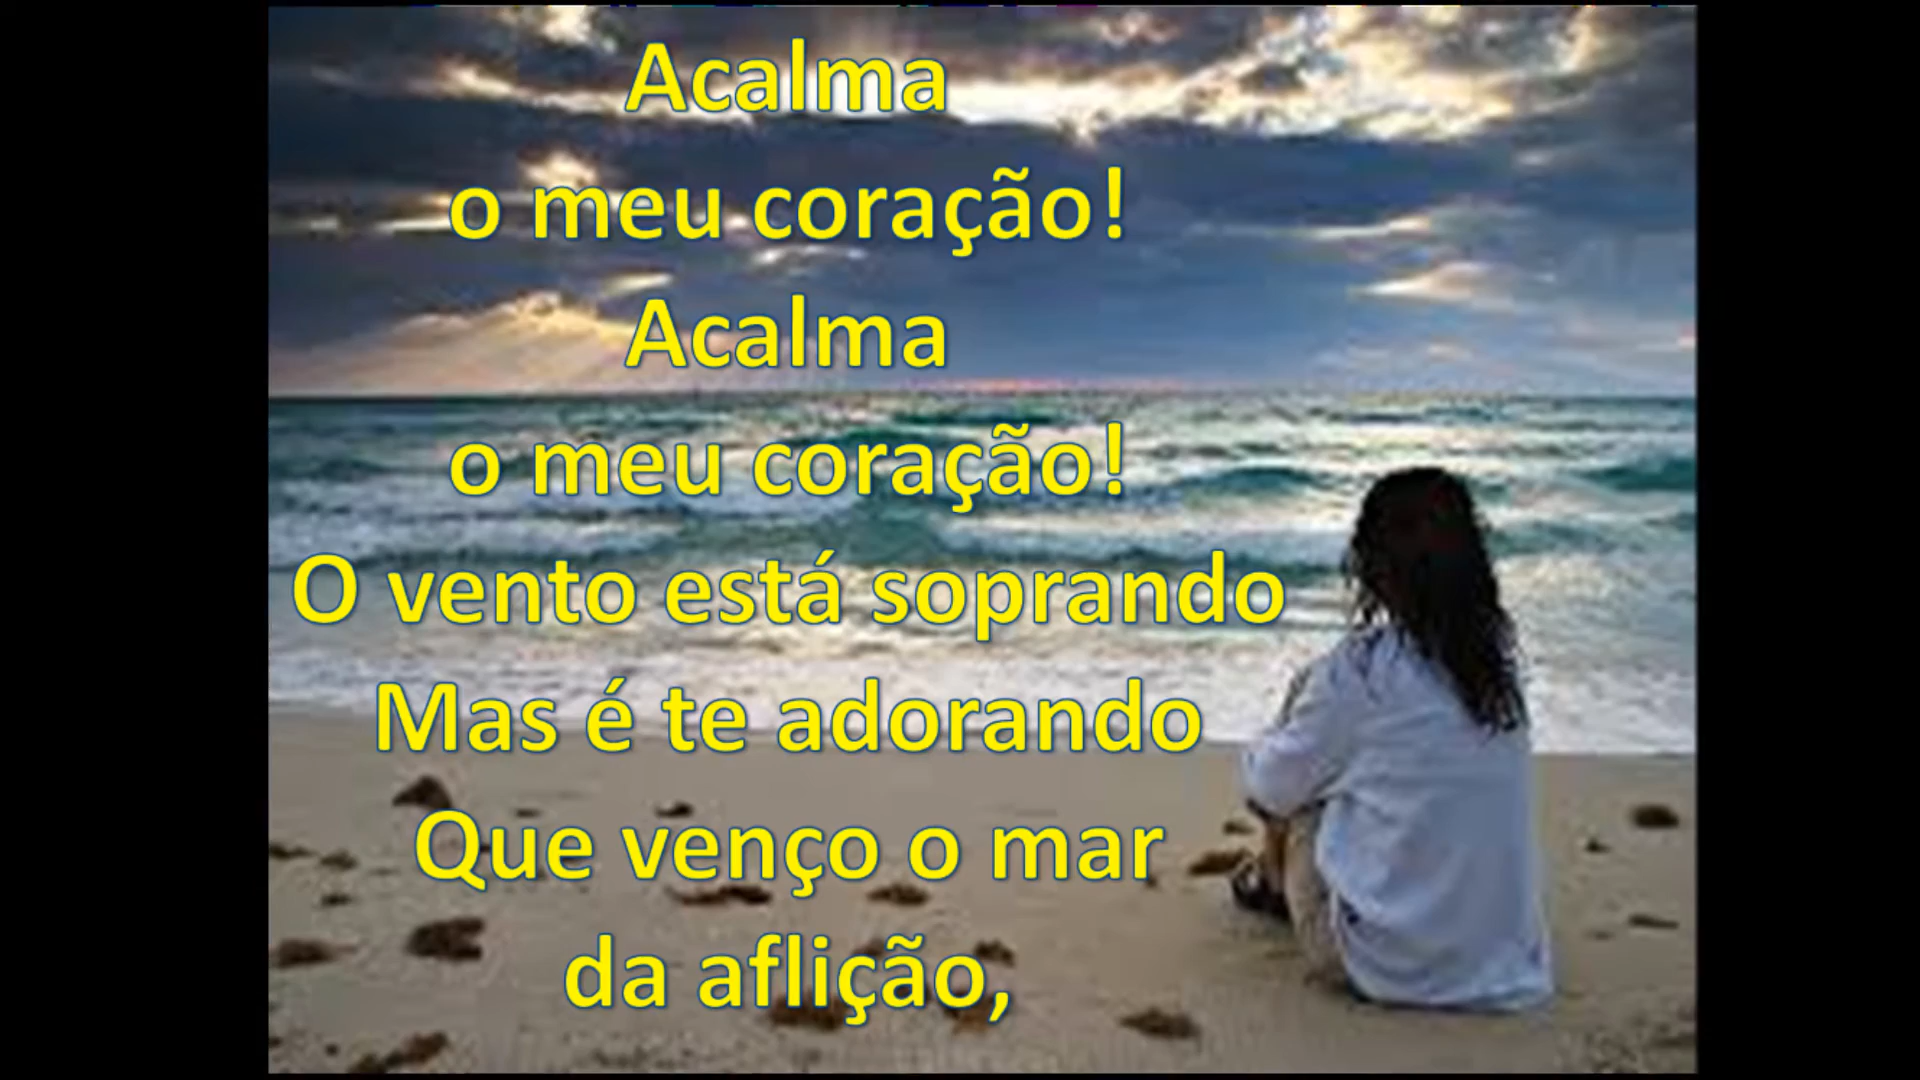 Acalma
o meu coração!
Acalma
o meu coração!
O vento está soprando
Mas é te adorando
Que venço o mar
da aflição,